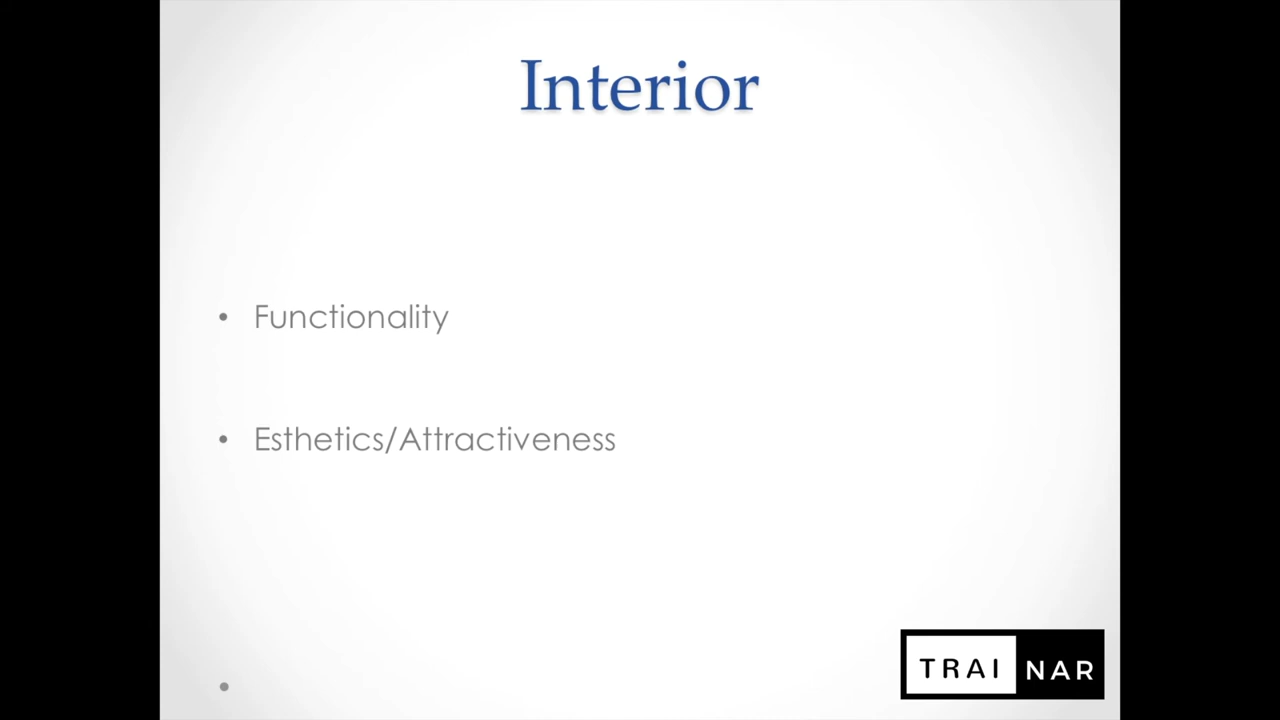 Interior
• Functionality
• Esthetics/Attractiveness
•
TRAI NAR